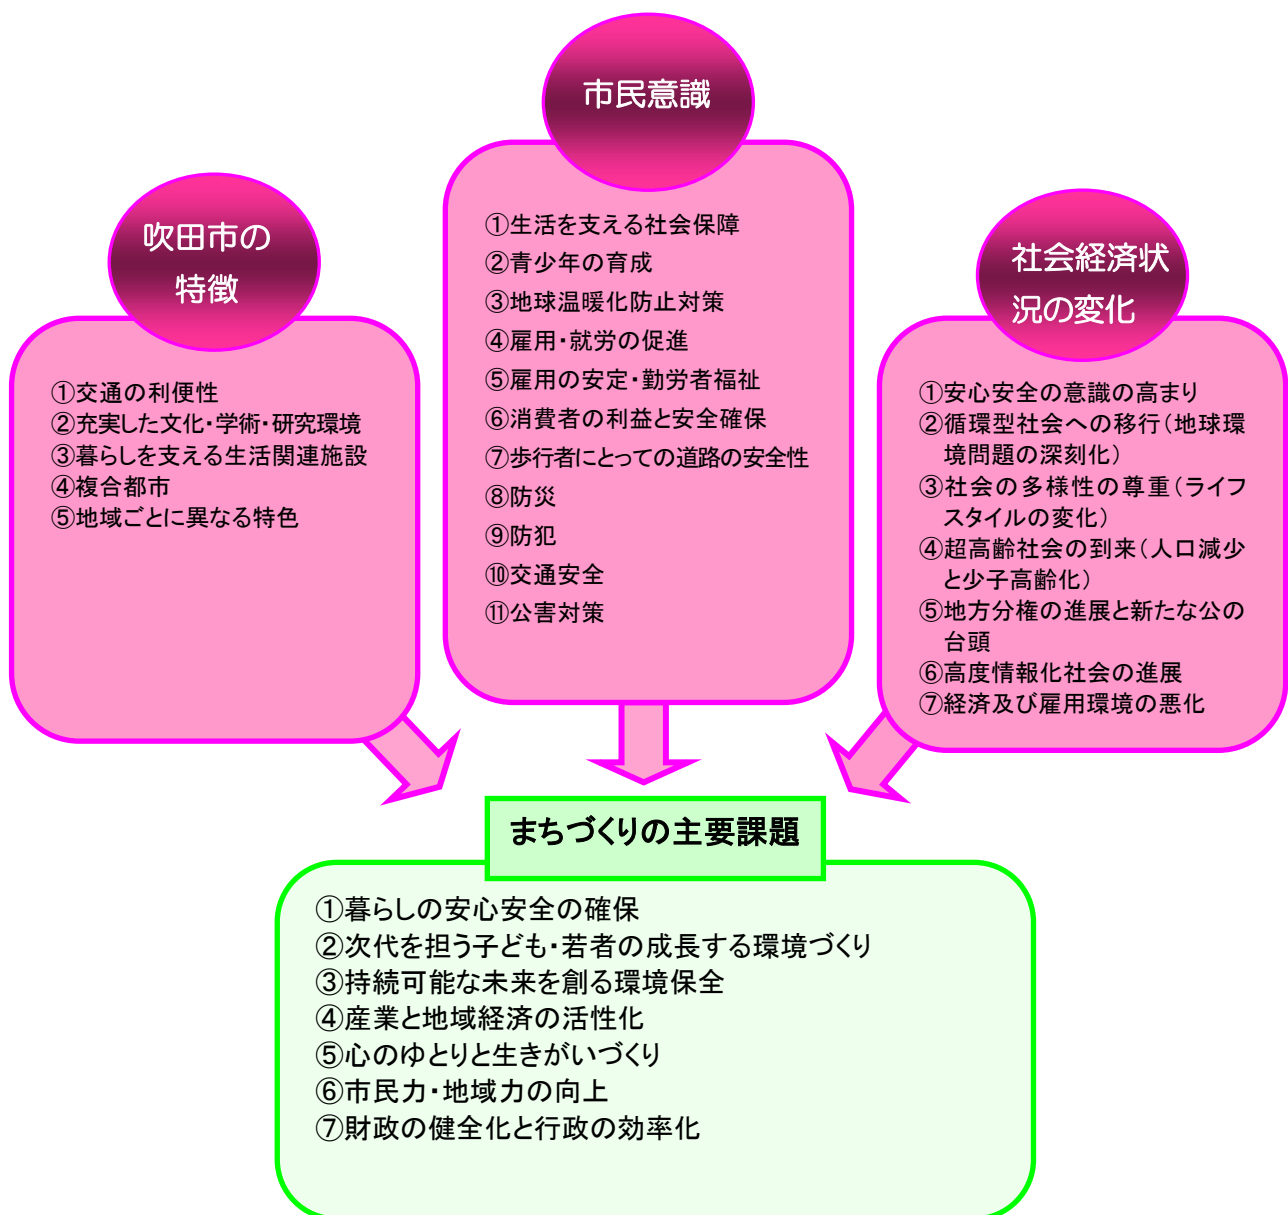 市民意識
①生活を支える社会保障
②青少年の育成
③地球温暖化防止対策
④雇用・就労の促進
⑤雇用の安定・勤労者福祉
⑥消費者の利益と安全確保
⑦歩行者にとっての道路の安全性
⑧防災
⑨防犯
⑩交通安全
⑪公害対策
吹田市の
特徴
①交通の利便性
②充実した文化・学術・研究環境
③暮らしを支える生活関連施設
④複合都市
⑤地域ごとに異なる特色
社会経済状
況の変化
①安心安全の意識の高まり
②循環型社会への移行(地球環
境問題の深刻化)
③社会の多様性の尊重(ライフ
スタイルの変化)
④超高齢社会の到来(人口減少
と少子高齢化)
⑤地方分権の進展と新たな公の
台頭
⑥高度情報化社会の進展
⑦経済及び雇用環境の悪化
まちづくりの主要課題
①暮らしの安心安全の確保
②次代を担う子ども・若者の成長する環境づくり
③持続可能な未来を創る環境保全
④産業と地域経済の活性化
⑤心のゆとりと生きがいづくり
⑥市民力・地域力の向上
⑦財政の健全化と行政の効率化